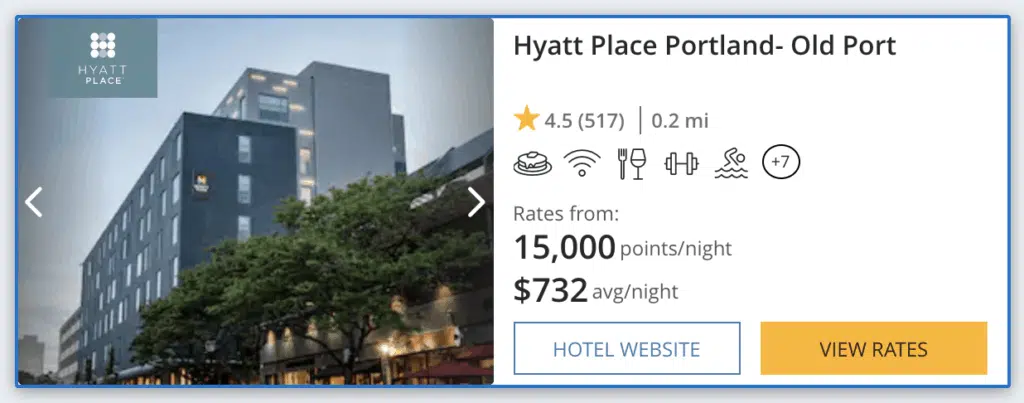 HYATT
PLACE
Hyatt Place Portland- Old Port
4.5 (517) | 0.2 mi
+7
Rates from:
15,000 points/night
$732 avg/night
HOTEL WEBSITE
VIEW RATES